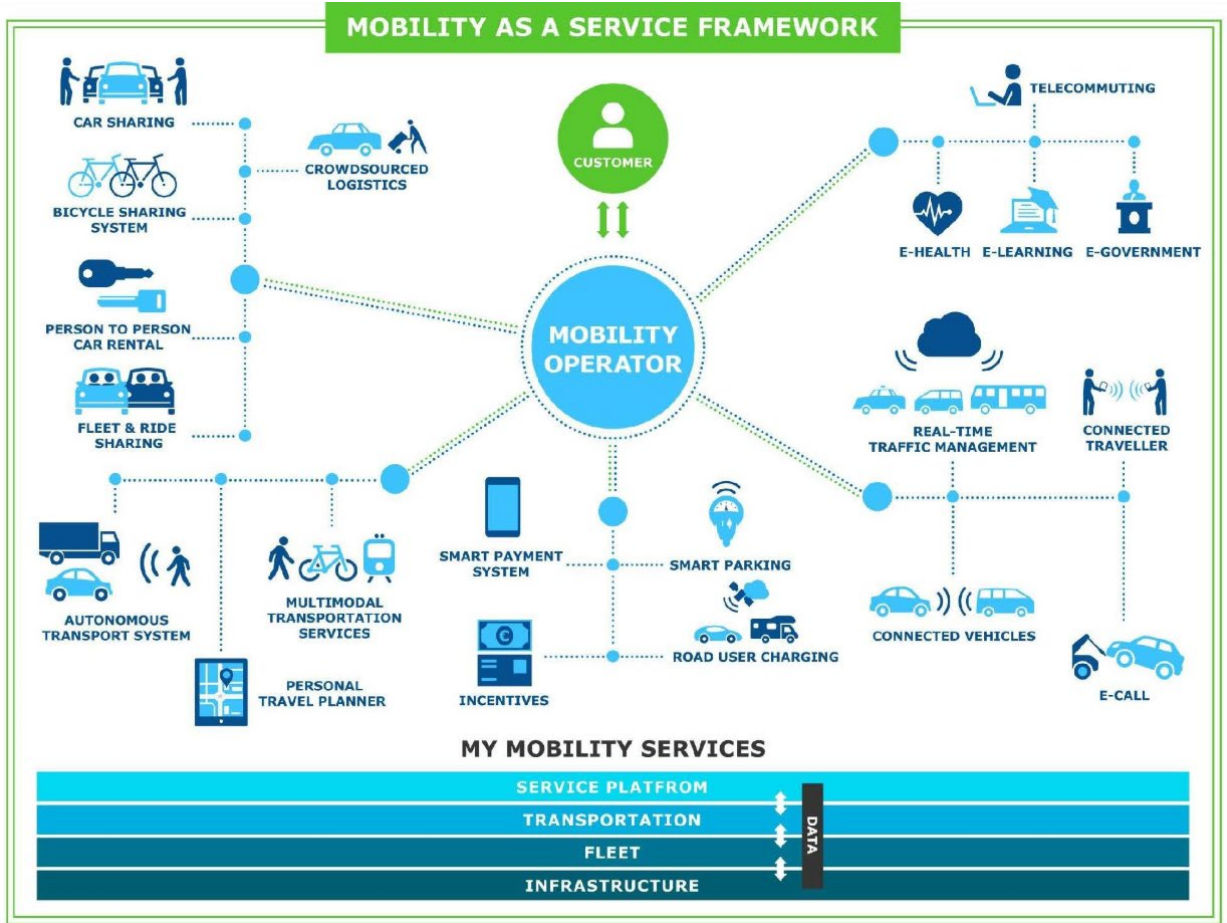 MOBILITY AS A SERVICE FRAMEWORK
CUSTOMER
MOBILITY
OPERATOR
CAR SHARING
CROWDSOURCED
LOGISTICS
BICYCLE SHARING
SYSTEM
PERSON TO PERSON
CAR RENTAL
FLEET & RIDE
SHARING
TELECOMMUTING
E-HEALTH
E-LEARNING
E-GOVERNMENT
REAL-TIME
TRAFFIC MANAGEMENT
CONNECTED
TRAVELLER
CONNECTED VEHICLES
E-CALL
AUTONOMOUS
TRANSPORT SYSTEM
MULTIMODAL
TRANSPORTATION
SERVICES
PERSONAL
TRAVEL PLANNER
SMART PAYMENT
SYSTEM
SMART PARKING
€
INCENTIVES
ROAD USER CHARGING
MY MOBILITY SERVICES
SERVICE PLATFROM
TRANSPORTATION
FLEET
INFRASTRUCTURE
DATA